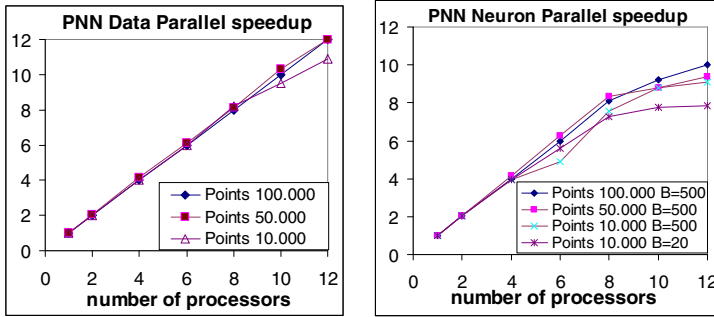 PNN Data Parallel speedup
12
10
8
6
4
2
0
Points 100.000
Points 50.000
Points 10.000
0 2 4 6 8 10 12
number of processors
PNN Neuron Parallel speedup
12
10
8
6
4
2
0
Points 100.000 B=500
Points 50.000 B=500
Points 10.000 B=500
Points 10.000 B=20
0 2 4 6 8 10 12
number of processors